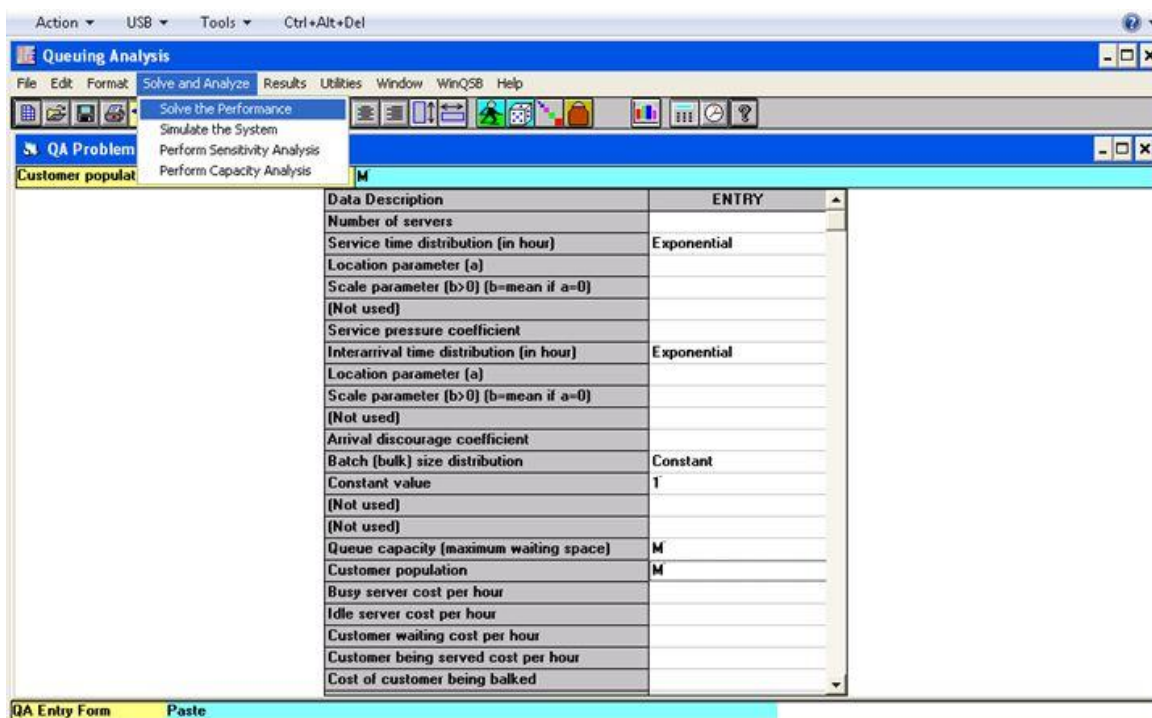 Action USB Tools Ctrl+Alt+Del
Queuing Analysis
File Edit Format Solve and Analyze Results Utilities Window WinQSB Help
Solve the Performance
Simulate the System
Perform Sensitivity Analysis
Perform Capacity Analysis
QA Problem
Customer populat M
Data Description ENTRY
Number of servers
Service time distribution (in hour) Exponential
Location parameter (a)
Scale parameter (b>0) (b=mean if a=0)
(Not used)
Service pressure coefficient
Interarrival time distribution (in hour) Exponential
Location parameter (a)
Scale parameter (b>0) (b=mean if a=0)
(Not used)
Arrival discourage coefficient
Batch (bulk) size distribution Constant
Constant value 1
(Not used)
(Not used)
Queue capacity (maximum waiting space) M
Customer population M
Busy server cost per hour
Idle server cost per hour
Customer waiting cost per hour
Customer being served cost per hour
Cost of customer being balked
QA Entry Form Paste